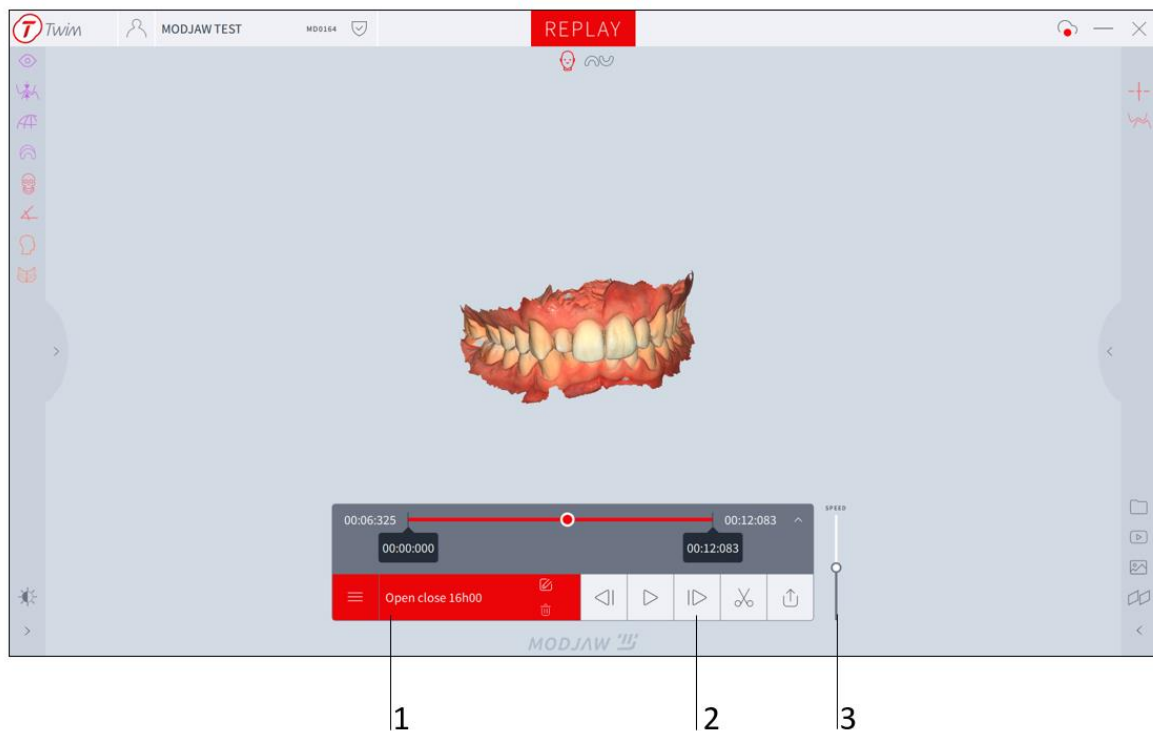 Twim
MODJAW TEST
MD0164
REPLAY
00:06:325
00:12:083
SPEED
00:00:000
00:12:083
Open close 16h00
MODJAW
1
2
3